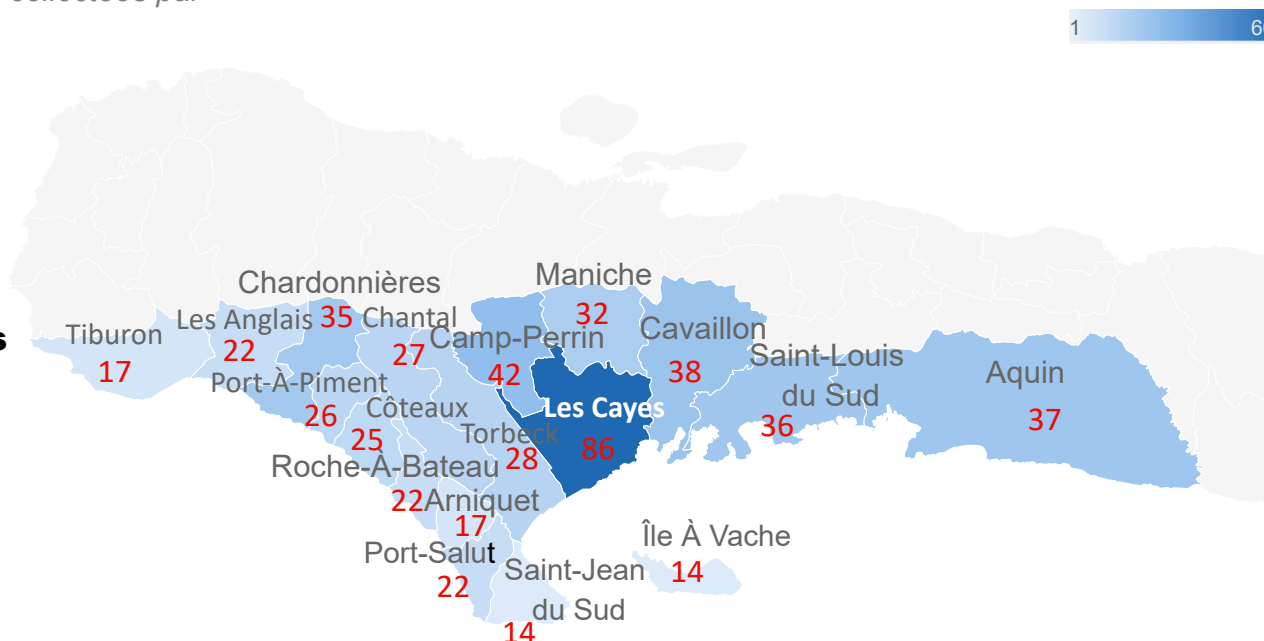 1
Maniche
Chardonnières
32
Les Anglais
35
Chantal
Cavaillon
Tiburon
Camp-Perrin
Saint-Louis
du Sud
22
27
17
42
38
Aquin
Port-À-Piment
26
Côteaux
Les Cayes
36
37
25
Torbeck
28
86
Roche-À-Bateau
22
Arniquet
17
Île À Vache
14
Port-Salut
22
Saint-Jean
du Sud
14